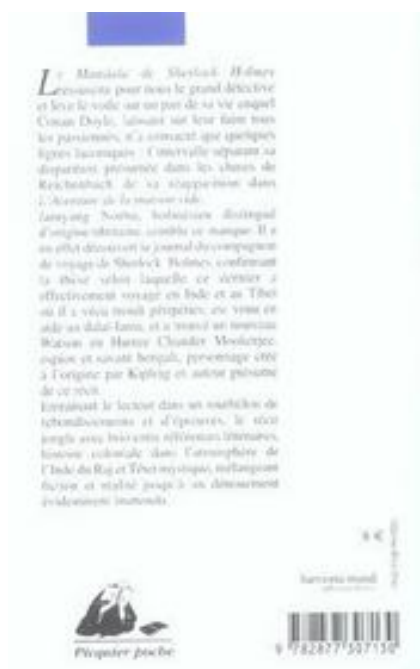 Le Mandala de Sherlock Holmes
ressuscite pour nous le grand détective
et lève le voile sur un pan de sa vie auquel
Conan Doyle, laissant sur leur faim tous
les passionnés, n'a consacré que quelques
lignes laconiques : l'intervalle séparant sa
disparition présumée dans les chutes de
Reichenbach de sa réapparition dans
L'Aventure de la maison vide.
Jamyang Norbu, holmésien distingué
d'origine tibétaine, comble ce manque. Il a
en effet découvert le journal du compagnon
de voyage de Sherlock Holmes, confirmant
la thèse selon laquelle ce dernier a
effectivement voyagé en Inde et au Tibet
où il a vécu moult péripéties, est venu en
aide au dalaï-lama, et a trouvé un nouveau
Watson en Hurree Chunder Mookerjee,
espion et savant bengali, personnage créé
à l'origine par Kipling et auteur présumé
de ce récit.
Entraînant le lecteur dans un tourbillon de
rebondissements et d'épreuves, le récit
jongle avec brio entre références littéraires,
histoire coloniale dans l'atmosphère de
l'Inde du Raj et Tibet mystique, mélangeant
fiction et réalité jusqu'à un dénouement
évidemment inattendu.
8 €
harmonia mundi
Picquier poche
9 782877 307130